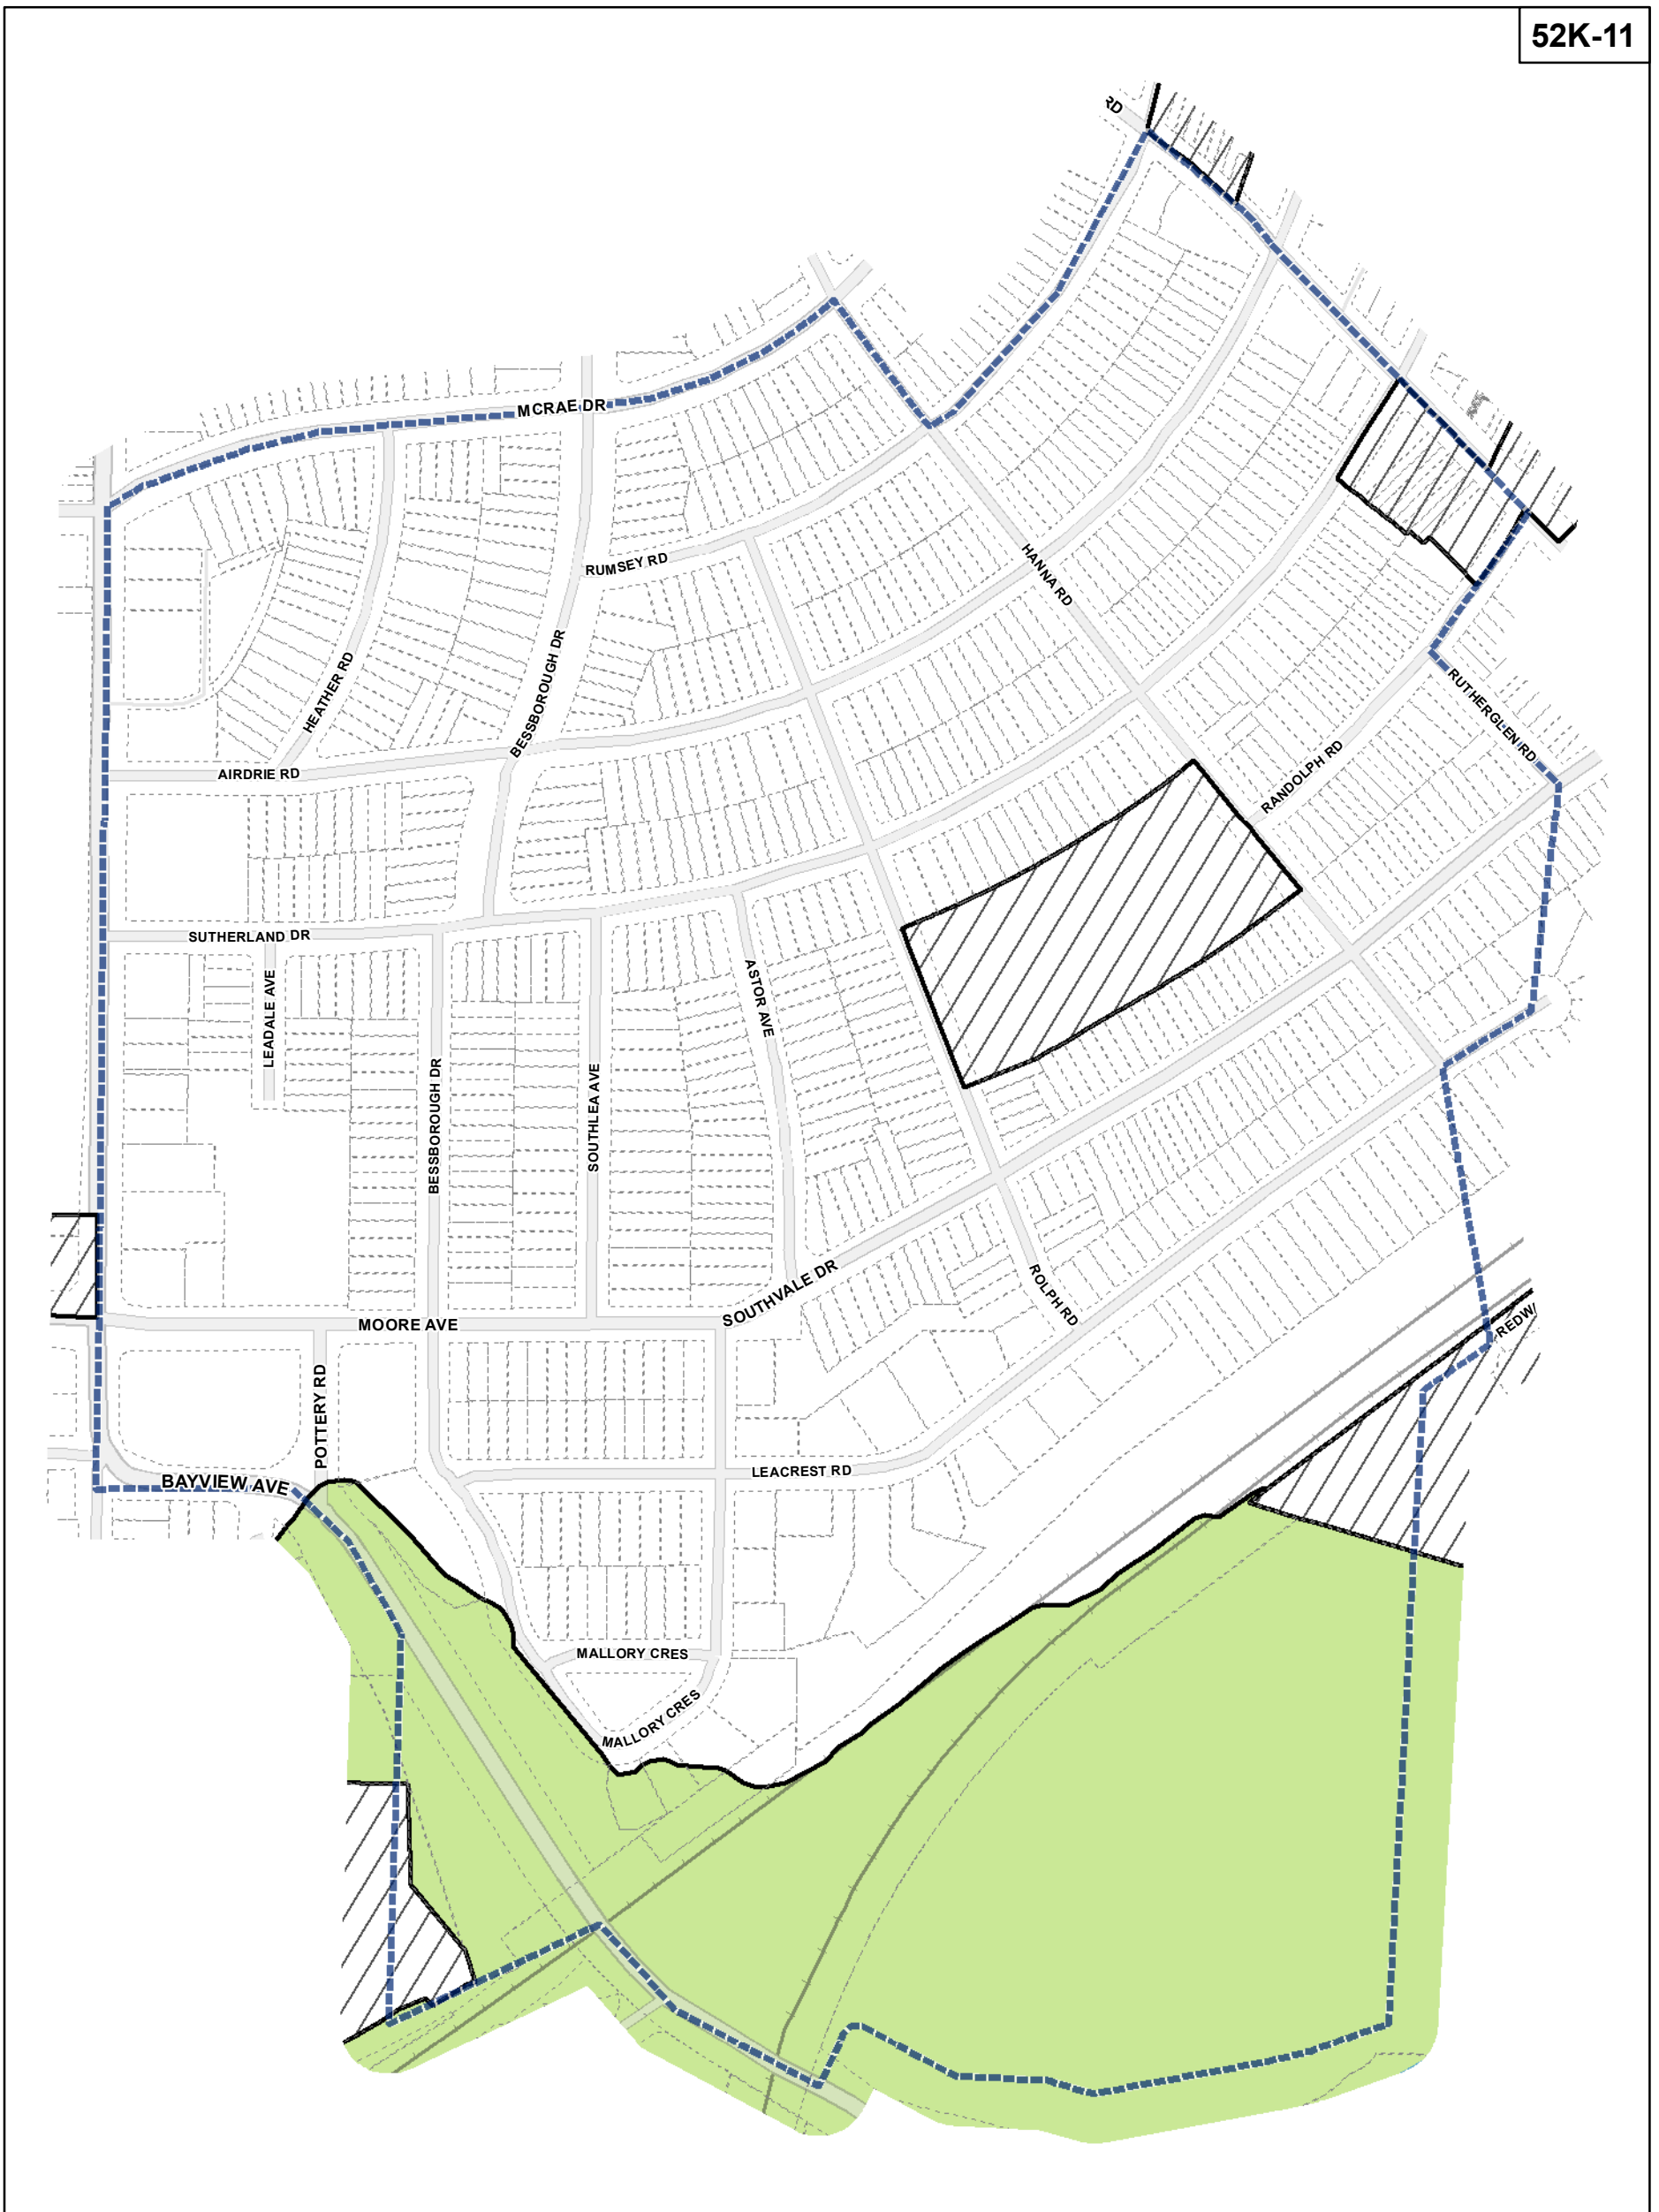 52K-11
RD
MCRAE DR
RUMSEY RD
HANNA RD
HEATHER RD
BESSBOROUGH DR
RUTHERGLEN RD
AIRDRIE RD
RANDOLPH RD
SUTHERLAND DR
LEADALE AVE
ASTOR AVE
BESSBOROUGH DR
SOUTHLEA AVE
SOUTHVALE DR
ROLPH RD
MOORE AVE
REDW
POTTERY RD
LEACREST RD
BAYVIEW AVE
MALLORY CRES
MALLORY CRES